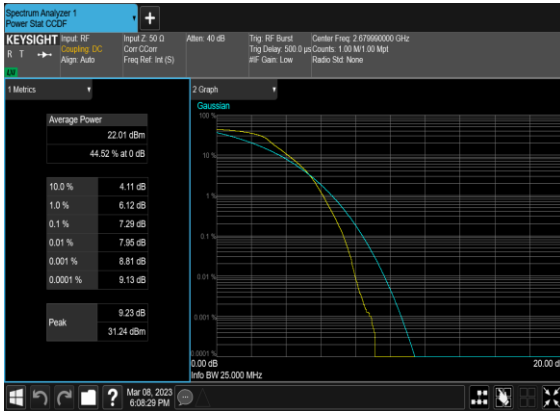 Spectrum Analyzer 1
Power Stat CCDF
KEYSIGHT
R T
LXI
Input: RF
Coupling: DC
Align: Auto
Input Z: 50 Ω
Corr CCorr
Freq Ref: Int (S)
Atten: 40 dB
Trig: RF Burst
Trig Delay: 500.0 µs
#IF Gain: Low
Center Freq: 2.679990000 GHz
Counts: 1.00 M/1.00 Mpt
Radio Std: None
1 Metrics
Average Power
22.01 dBm
44.52 % at 0 dB
10.0 % 4.11 dB
1.0 % 6.12 dB
0.1 % 7.29 dB
0.01 % 7.95 dB
0.001 % 8.81 dB
0.0001 % 9.13 dB
Peak
9.23 dB
31.24 dBm
2 Graph
Gaussian
100 %
10 %
1 %
0.1 %
0.01 %
0.001 %
0.0001 %
0.00 dB
20.00 d
Info BW 25.000 MHz
Mar 08, 2023
6:08:29 PM